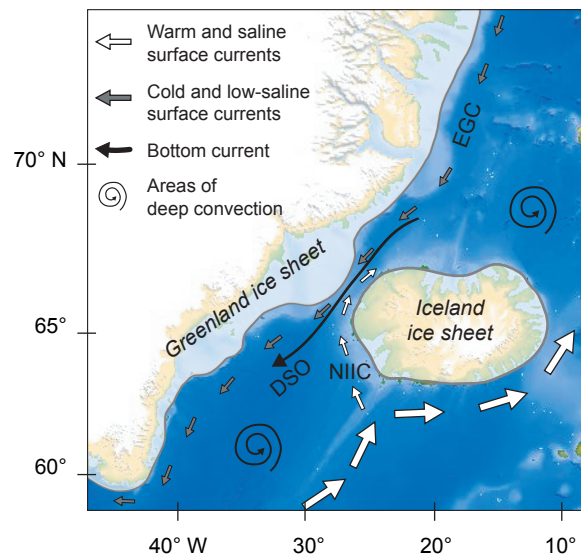 Warm and saline
surface currents
Cold and low-saline
surface currents
Bottom current
Areas of
deep convection
EGC
70° N
Greenland ice sheet
Iceland
ice sheet
65°
DSO
NIIC
60°
40° W
30°
20°
10°